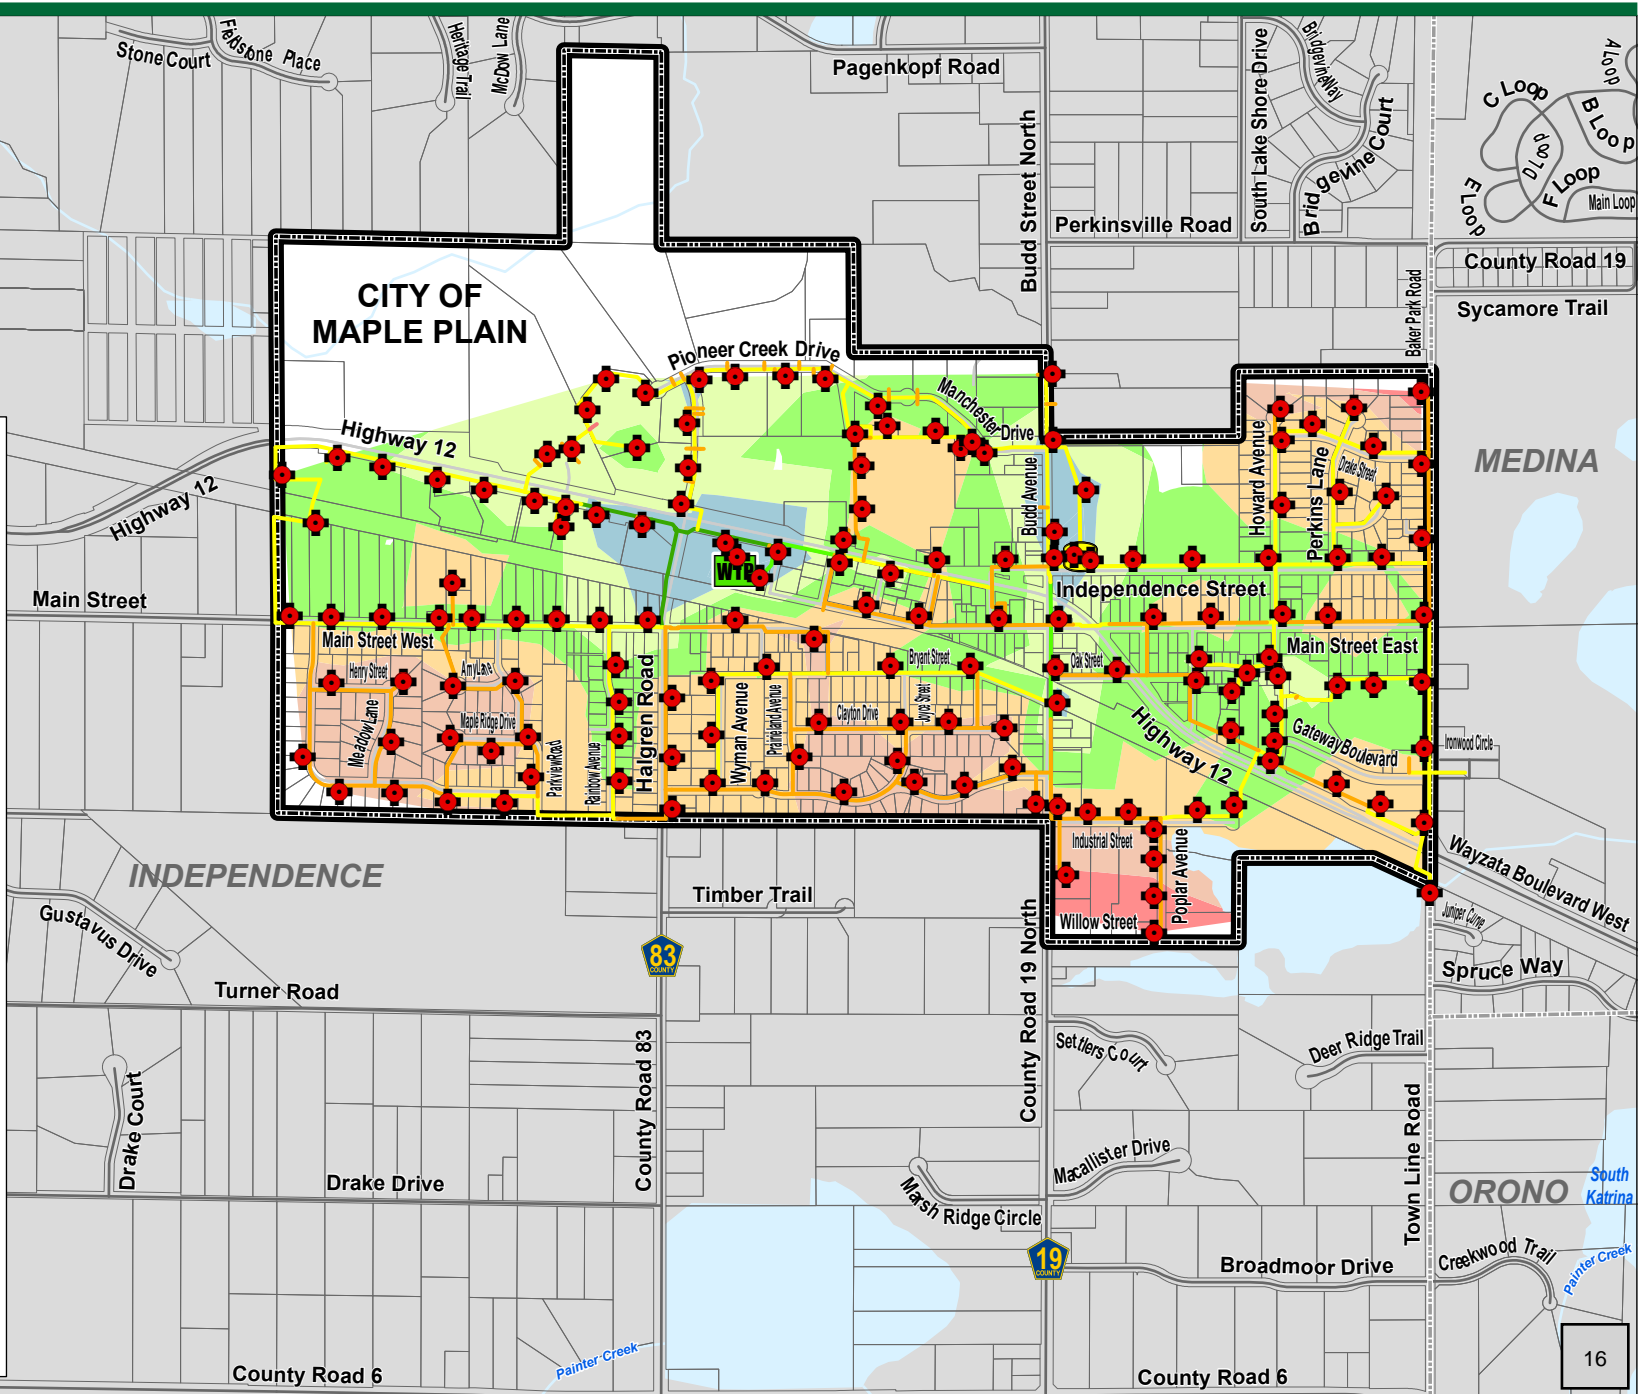 Stone Court
Fieldstone Place
Heritage Trail
McDow Lane
Pagenkopf Road
Budd Street North
South Lake Shore Drive
Bridgevine Way
Bridgevine Court
C Loop
A Loop
B Loop
D Loop
F Loop
E Loop
Main Loop
Perkinsville Road
County Road 19
Sycamore Trail
Baker Park Road
CITY OF
MAPLE PLAIN
Pioneer Creek Drive
Manchester Drive
Highway 12
Highway 12
Budd Avenue
Howard Avenue
Perkins Lane
Drake Street
MEDINA
WTP
Independence Street
Main Street
Main Street West
Main Street East
Henry Street
Amy Lane
Bryant Street
Oak Street
Meadow Lane
Maple Ridge Drive
Parkview Road
Rainbow Avenue
Halgren Road
Wyman Avenue
Prairieland Avenue
Clayton Drive
Joyce Street
Highway 12
Gateway Boulevard
Ironwood Circle
Industrial Street
Poplar Avenue
Willow Street
Wayzata Boulevard West
Juniper Curve
Spruce Way
INDEPENDENCE
Timber Trail
Gustavus Drive
83
COUNTY
Turner Road
County Road 19 North
County Road 83
Settlers Court
Deer Ridge Trail
Drake Court
Town Line Road
Macallister Drive
Drake Drive
Marsh Ridge Circle
ORONO
South
Katrina
19
COUNTY
Broadmoor Drive
Creekwood Trail
Painter Creek
Painter Creek
County Road 6
County Road 6
16